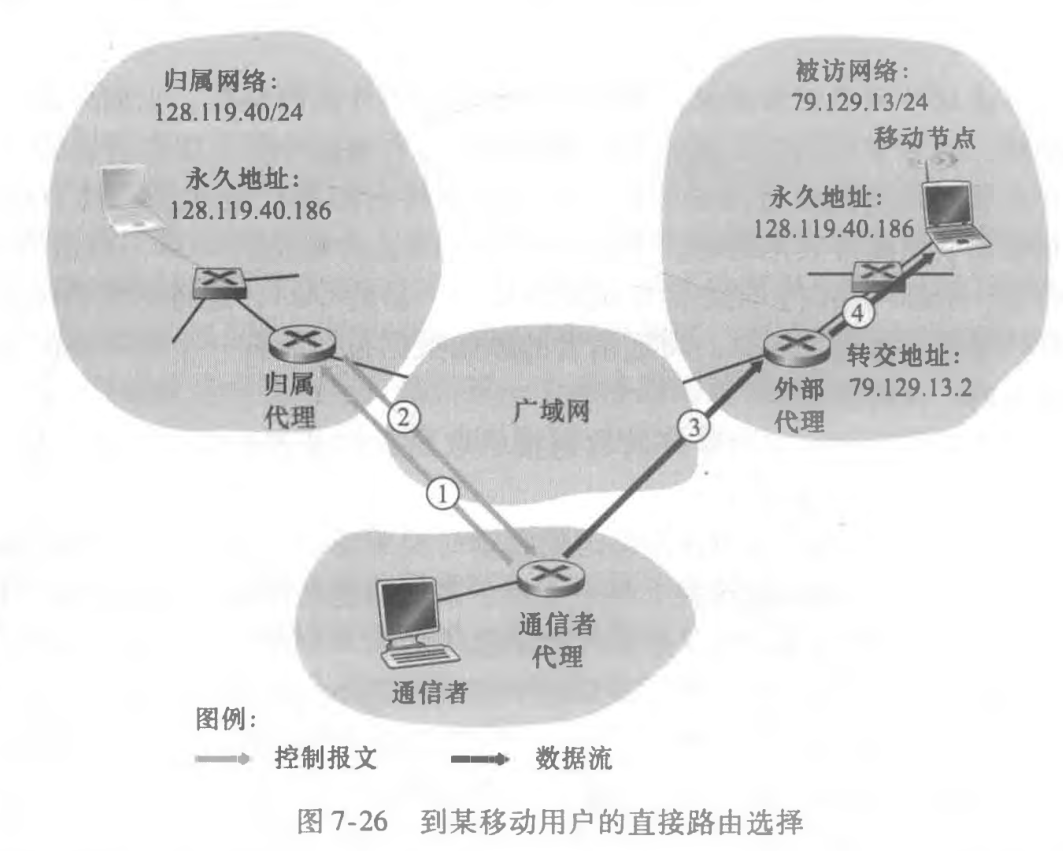 归属网络：
128.119.40/24
永久地址：
128.119.40.186
归属
代理
被访网络：
79.129.13/24
移动节点
永久地址：
128.119.40.186
④
转交地址：
79.129.13.2
外部
代理
广域网
②
③
①
通信者
代理
通信者
图例：
控制报文
数据流
图 7-26 到某移动用户的直接路由选择